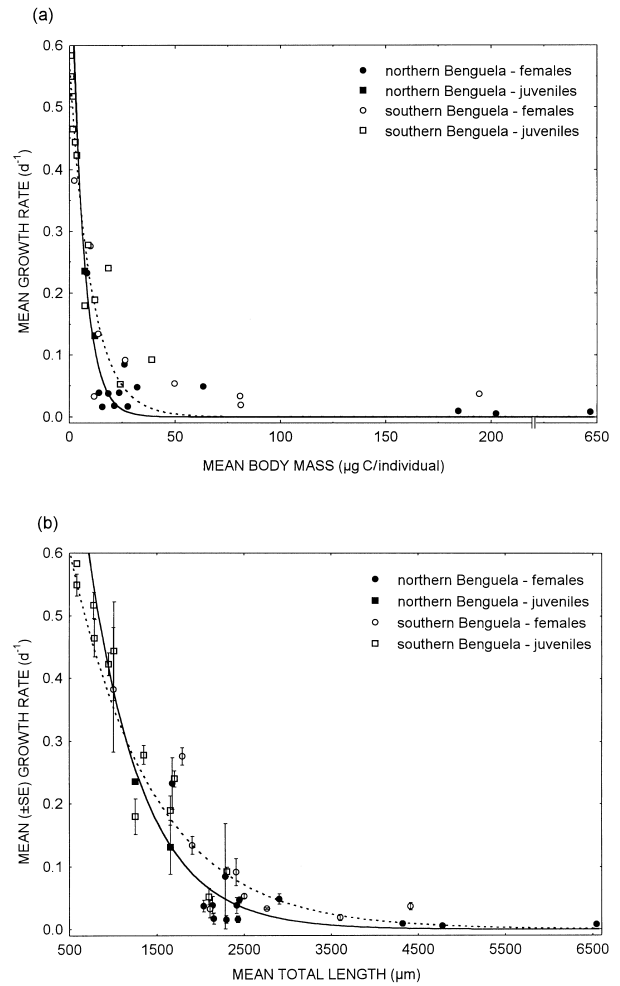 (a)
0.6
0.5
0.4
0.3
0.2
0.1
0.0
MEAN GROWTH RATE (d⁻¹)
northern Benguela - females
northern Benguela - juveniles
southern Benguela - females
southern Benguela - juveniles
0 50 100 150 200 650
MEAN BODY MASS (µg C/individual)
(b)
0.6
0.5
0.4
0.3
0.2
0.1
0.0
MEAN (±SE) GROWTH RATE (d⁻¹)
northern Benguela - females
northern Benguela - juveniles
southern Benguela - females
southern Benguela - juveniles
500 1500 2500 3500 4500 5500 6500
MEAN TOTAL LENGTH (µm)